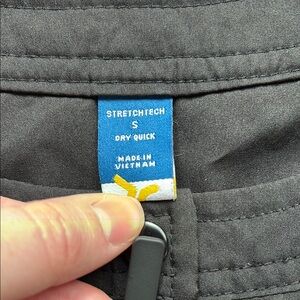 STRETCHTECH
S
DRY QUICK
MADE IN
VIETNAM